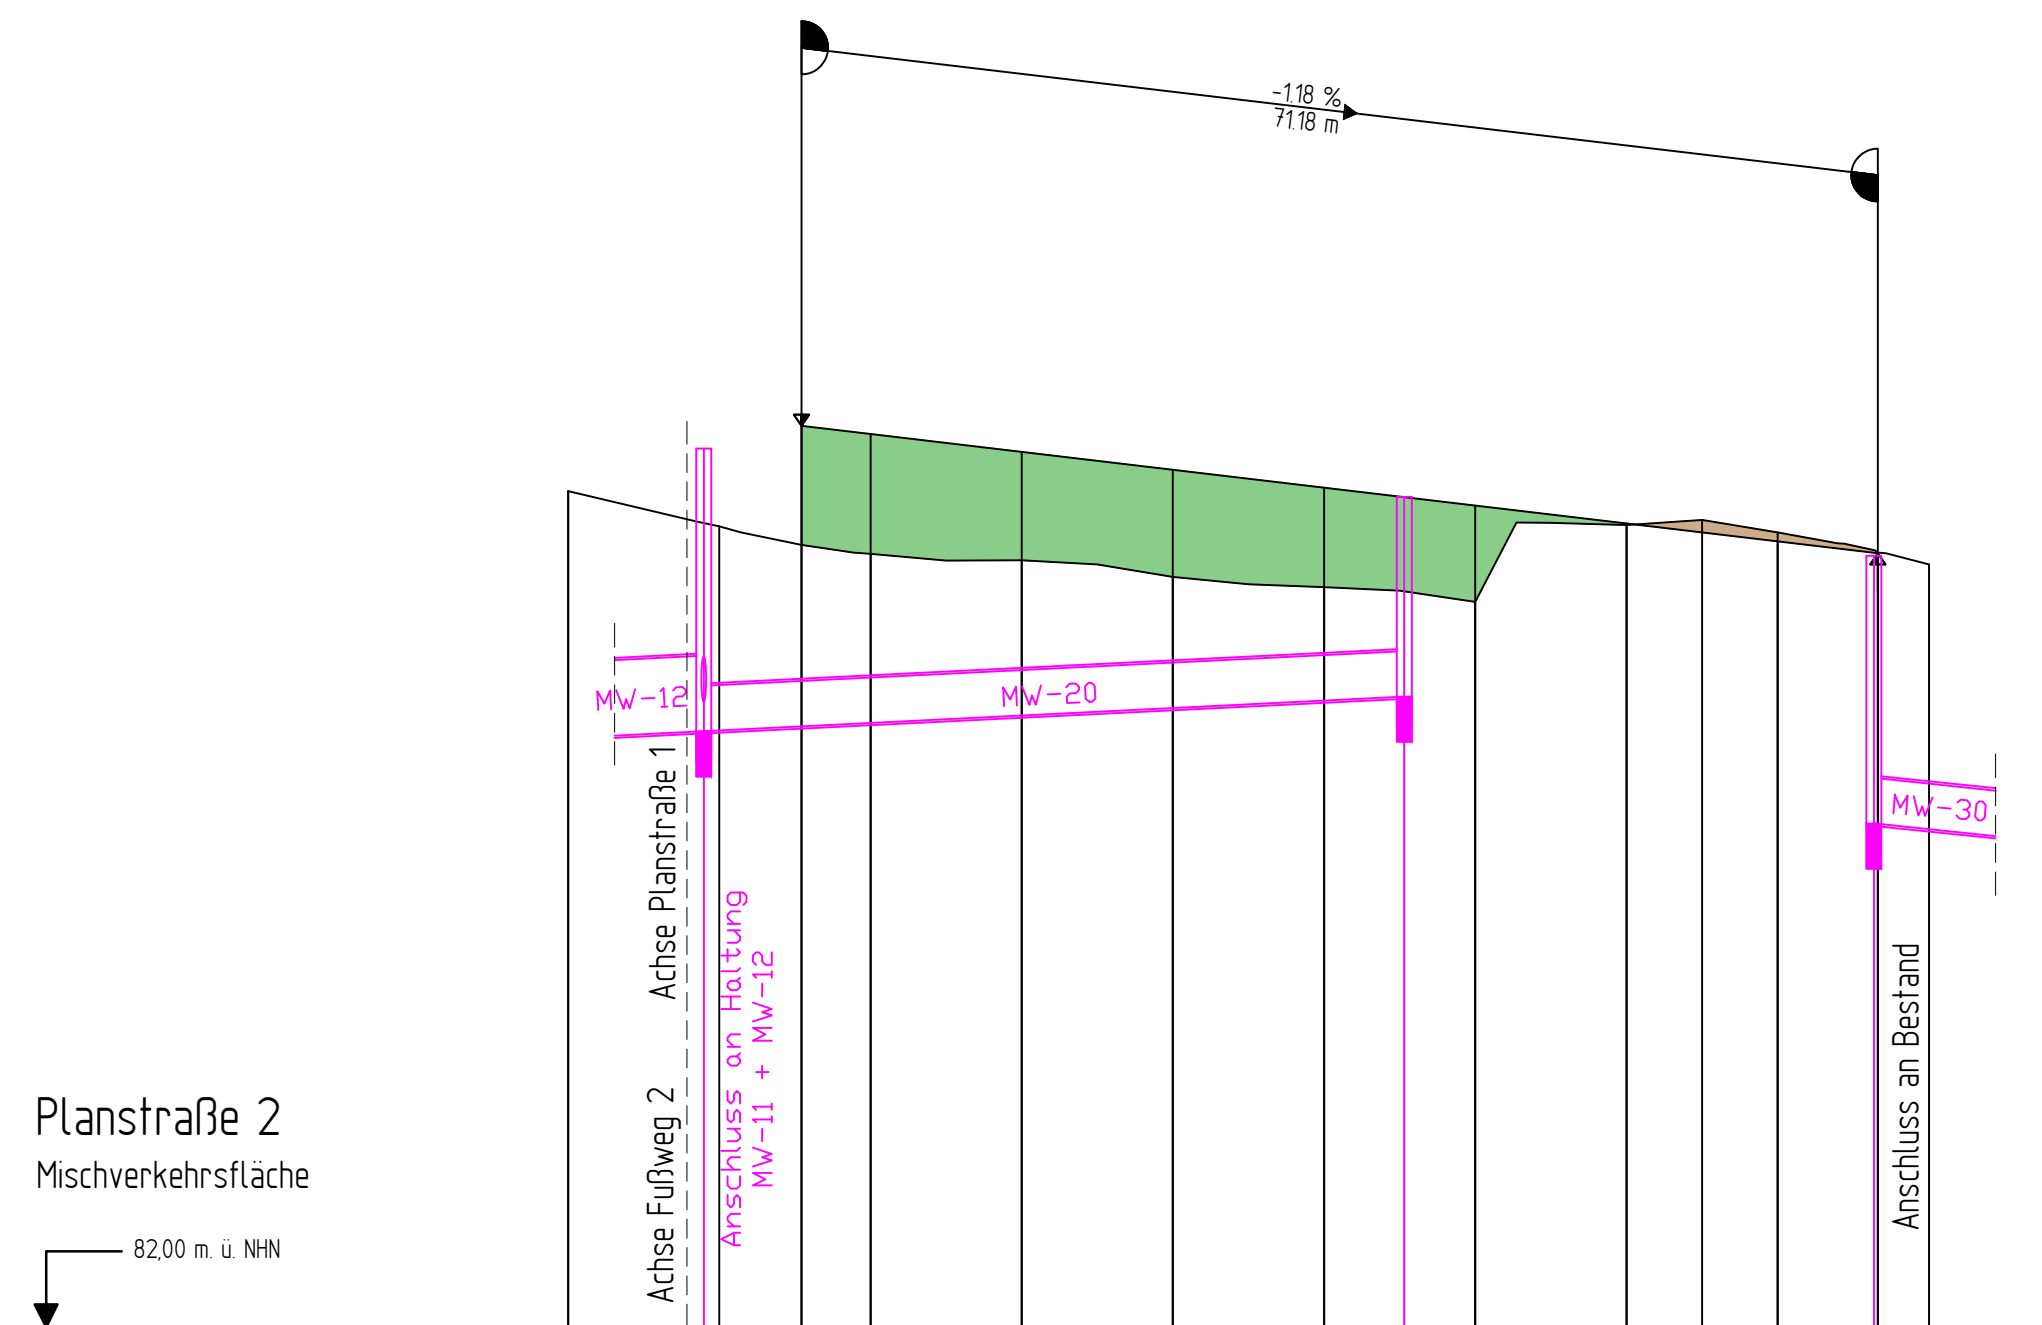 -1.18 %
71.18 m
MW-12
MW-20
MW-30
Achse Planstraße 1
Achse Fußweg 2
Anschluss an Haltung
MW-11 + MW-12
Anschluss an Bestand
Planstraße 2
Mischverkehrsfläche
82,00 m. ü. NHN